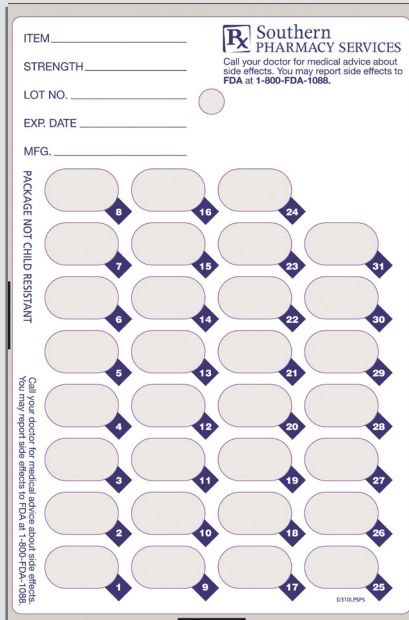 ITEM
STRENGTH
LOT NO.
EXP. DATE
MFG.
Rx Southern
PHARMACY SERVICES
Call your doctor for medical advice about
side effects. You may report side effects to
FDA at 1-800-FDA-1088.
PACKAGE NOT CHILD RESISTANT
8 16 24
7 15 23 31
6 14 22 30
5 13 21 29
4 12 20 28
3 11 19 27
2 10 18 26
1 9 17 25
Call your doctor for medical advice about side effects.
You may report side effects to FDA at 1-800-FDA-1088.
D310LPSPS